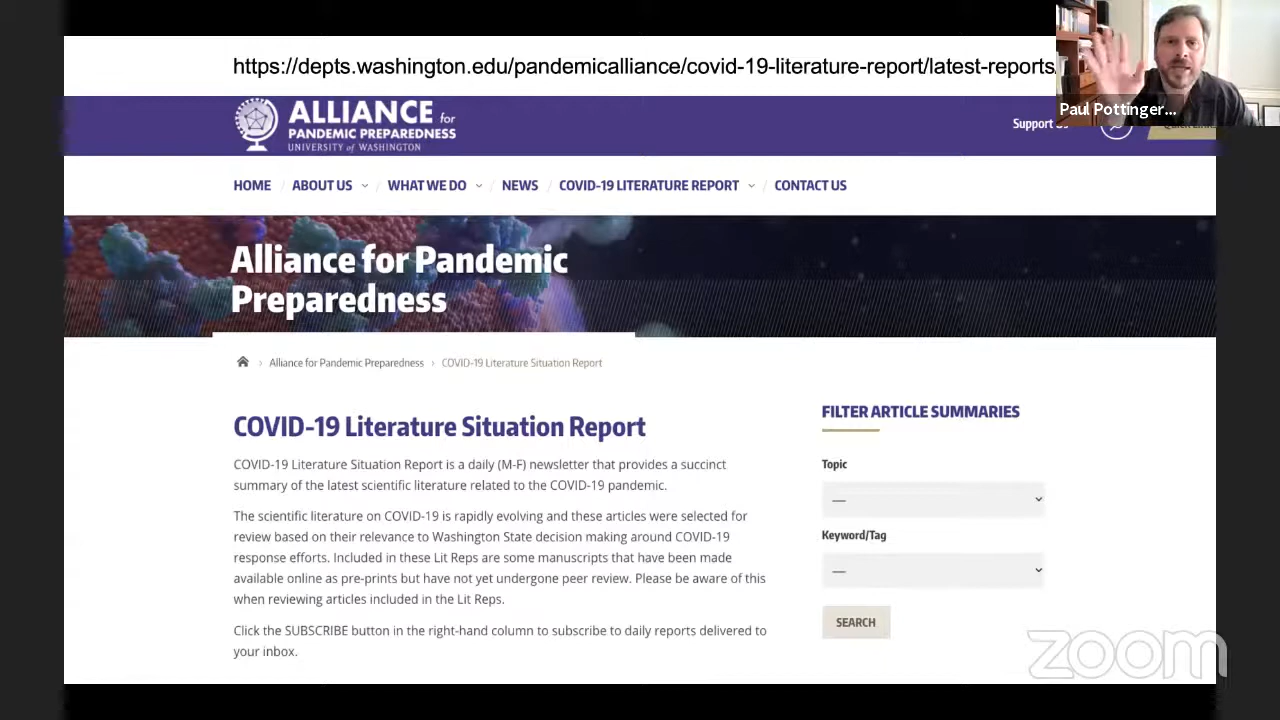 https://depts.washington.edu/pandemicalliance/covid-19-literature-report/latest-reports/
Paul Pottinger...
ALLIANCE for
PANDEMIC PREPAREDNESS
UNIVERSITY of WASHINGTON
Support Us
HOME / ABOUT US / WHAT WE DO / NEWS / COVID-19 LITERATURE REPORT / CONTACT US
Alliance for Pandemic
Preparedness
Alliance for Pandemic Preparedness › COVID-19 Literature Situation Report
COVID-19 Literature Situation Report
COVID-19 Literature Situation Report is a daily (M-F) newsletter that provides a succinct
summary of the latest scientific literature related to the COVID-19 pandemic.
The scientific literature on COVID-19 is rapidly evolving and these articles were selected for
review based on their relevance to Washington State decision making around COVID-19
response efforts. Included in these Lit Reps are some manuscripts that have been made
available online as pre-prints but have not yet undergone peer review. Please be aware of this
when reviewing articles included in the Lit Reps.
Click the SUBSCRIBE button in the right-hand column to subscribe to daily reports delivered to
your inbox.
FILTER ARTICLE SUMMARIES
Topic
—
Keyword/Tag
—
SEARCH
zoom